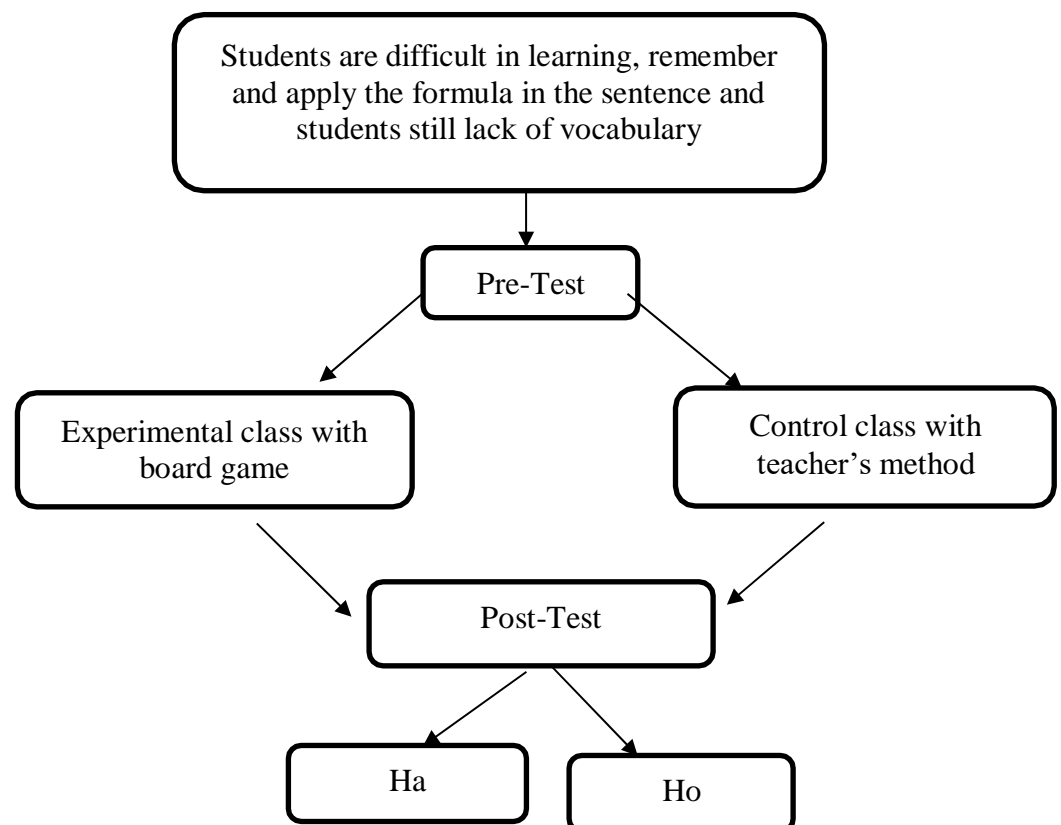 Students are difficult in learning, remember
and apply the formula in the sentence and
students still lack of vocabulary
Pre-Test
Experimental class with
board game
Control class with
teacher’s method
Post-Test
Ha
Ho